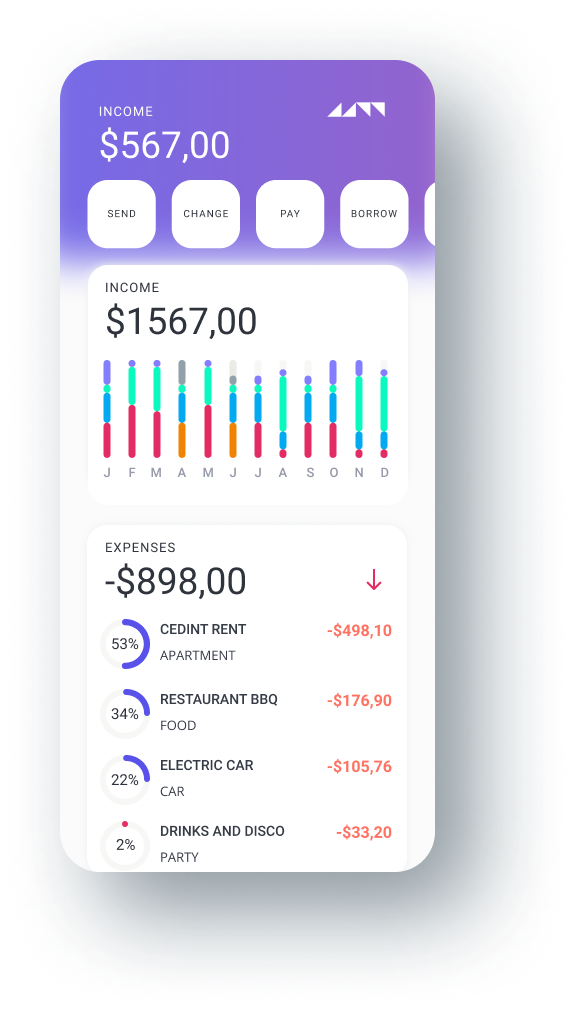 INCOME
$567,00
SEND CHANGE PAY BORROW
INCOME
$1567,00
J F M A M J J A S O N D
EXPENSES
-$898,00
53% CEDINT RENT -$498,10
APARTMENT
34% RESTAURANT BBQ -$176,90
FOOD
22% ELECTRIC CAR -$105,76
CAR
2% DRINKS AND DISCO -$33,20
PARTY